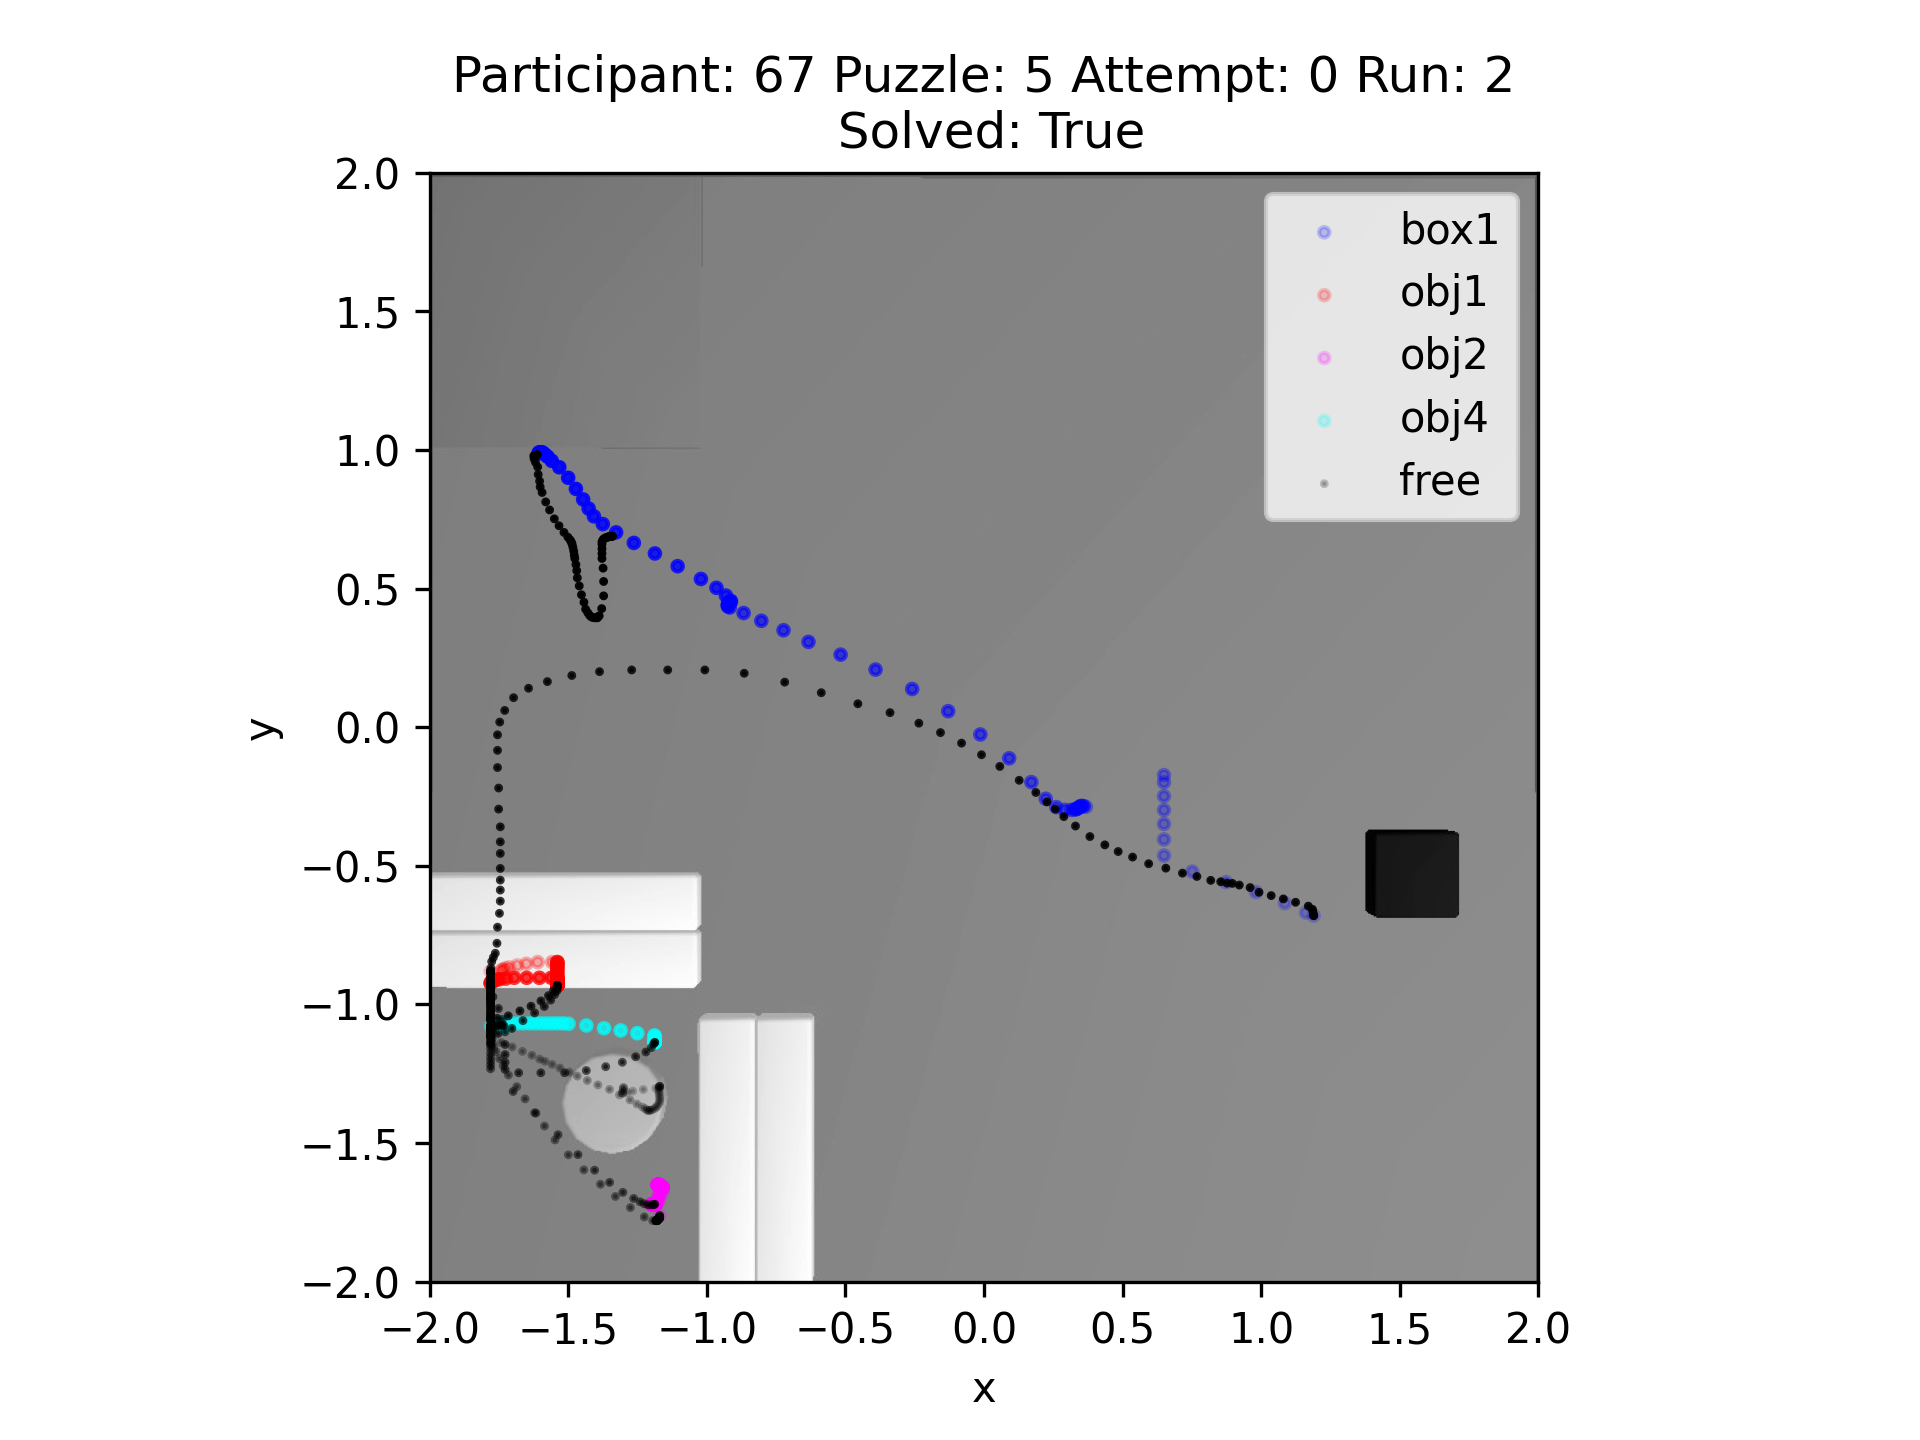 Participant: 67 Puzzle: 5 Attempt: 0 Run: 2
Solved: True
2.0
1.5
1.0
0.5
0.0
−0.5
−1.0
−1.5
−2.0
y
box1
obj1
obj2
obj4
free
−2.0 −1.5 −1.0 −0.5 0.0 0.5 1.0 1.5 2.0
x